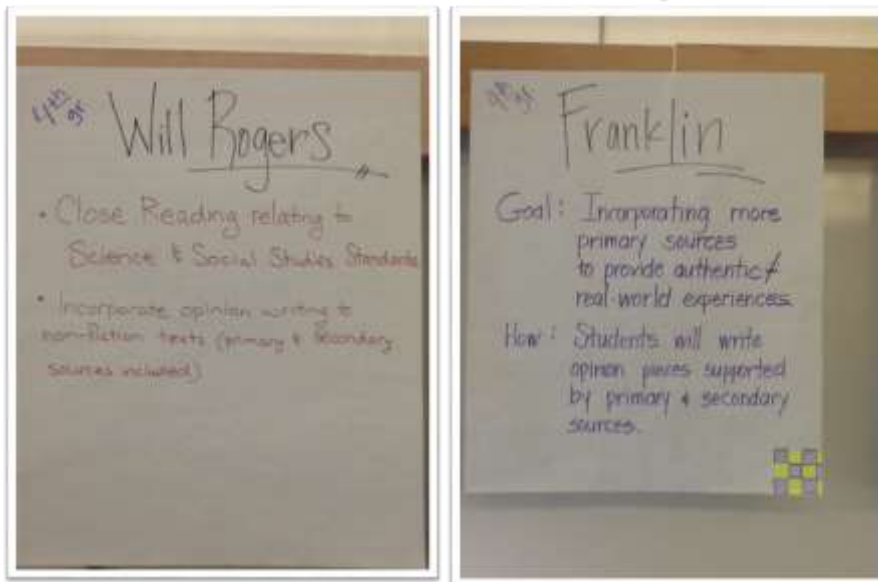 4th gr
Will Rogers
• Close Reading relating to
Science & Social Studies Standards
• Incorporate opinion writing to
non-fiction texts (primary & secondary
sources included)
Franklin
Goal: Incorporating more
primary sources
to provide authentic &
real-world experiences.
How: Students will write
opinion pieces supported
by primary & secondary
sources.